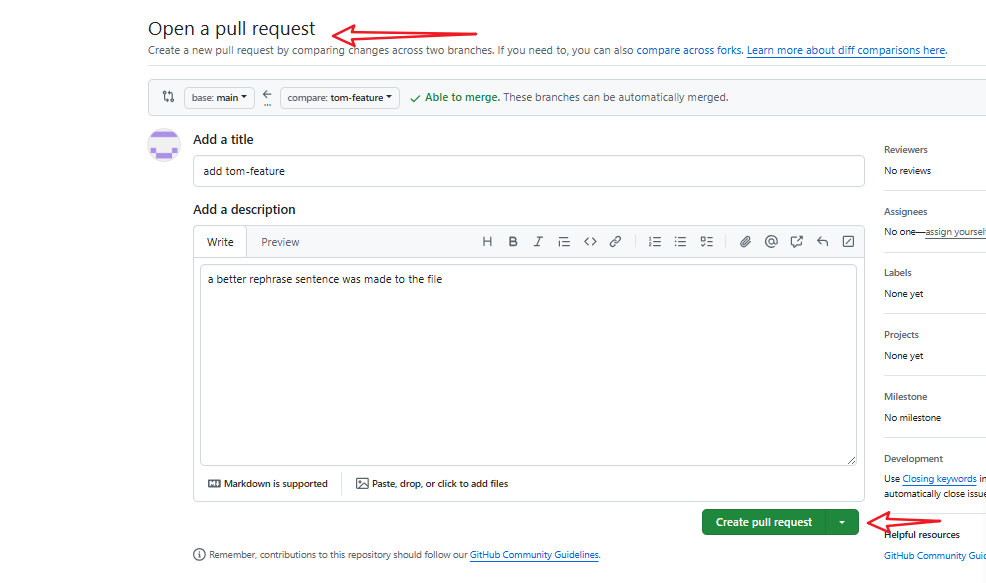 Open a pull request
Create a new pull request by comparing changes across two branches. If you need to, you can also compare across forks. Learn more about diff comparisons here.
base: main
...
compare: tom-feature
Able to merge. These branches can be automatically merged.
Add a title
add tom-feature
Add a description
Write
Preview
a better rephrase sentence was made to the file
Markdown is supported
Paste, drop, or click to add files
Create pull request
Remember, contributions to this repository should follow our GitHub Community Guidelines.
Reviewers
No reviews
Assignees
No one—assign yourself
Labels
None yet
Projects
None yet
Milestone
No milestone
Development
Use Closing keywords in
automatically close issue
Helpful resources
GitHub Community Guid